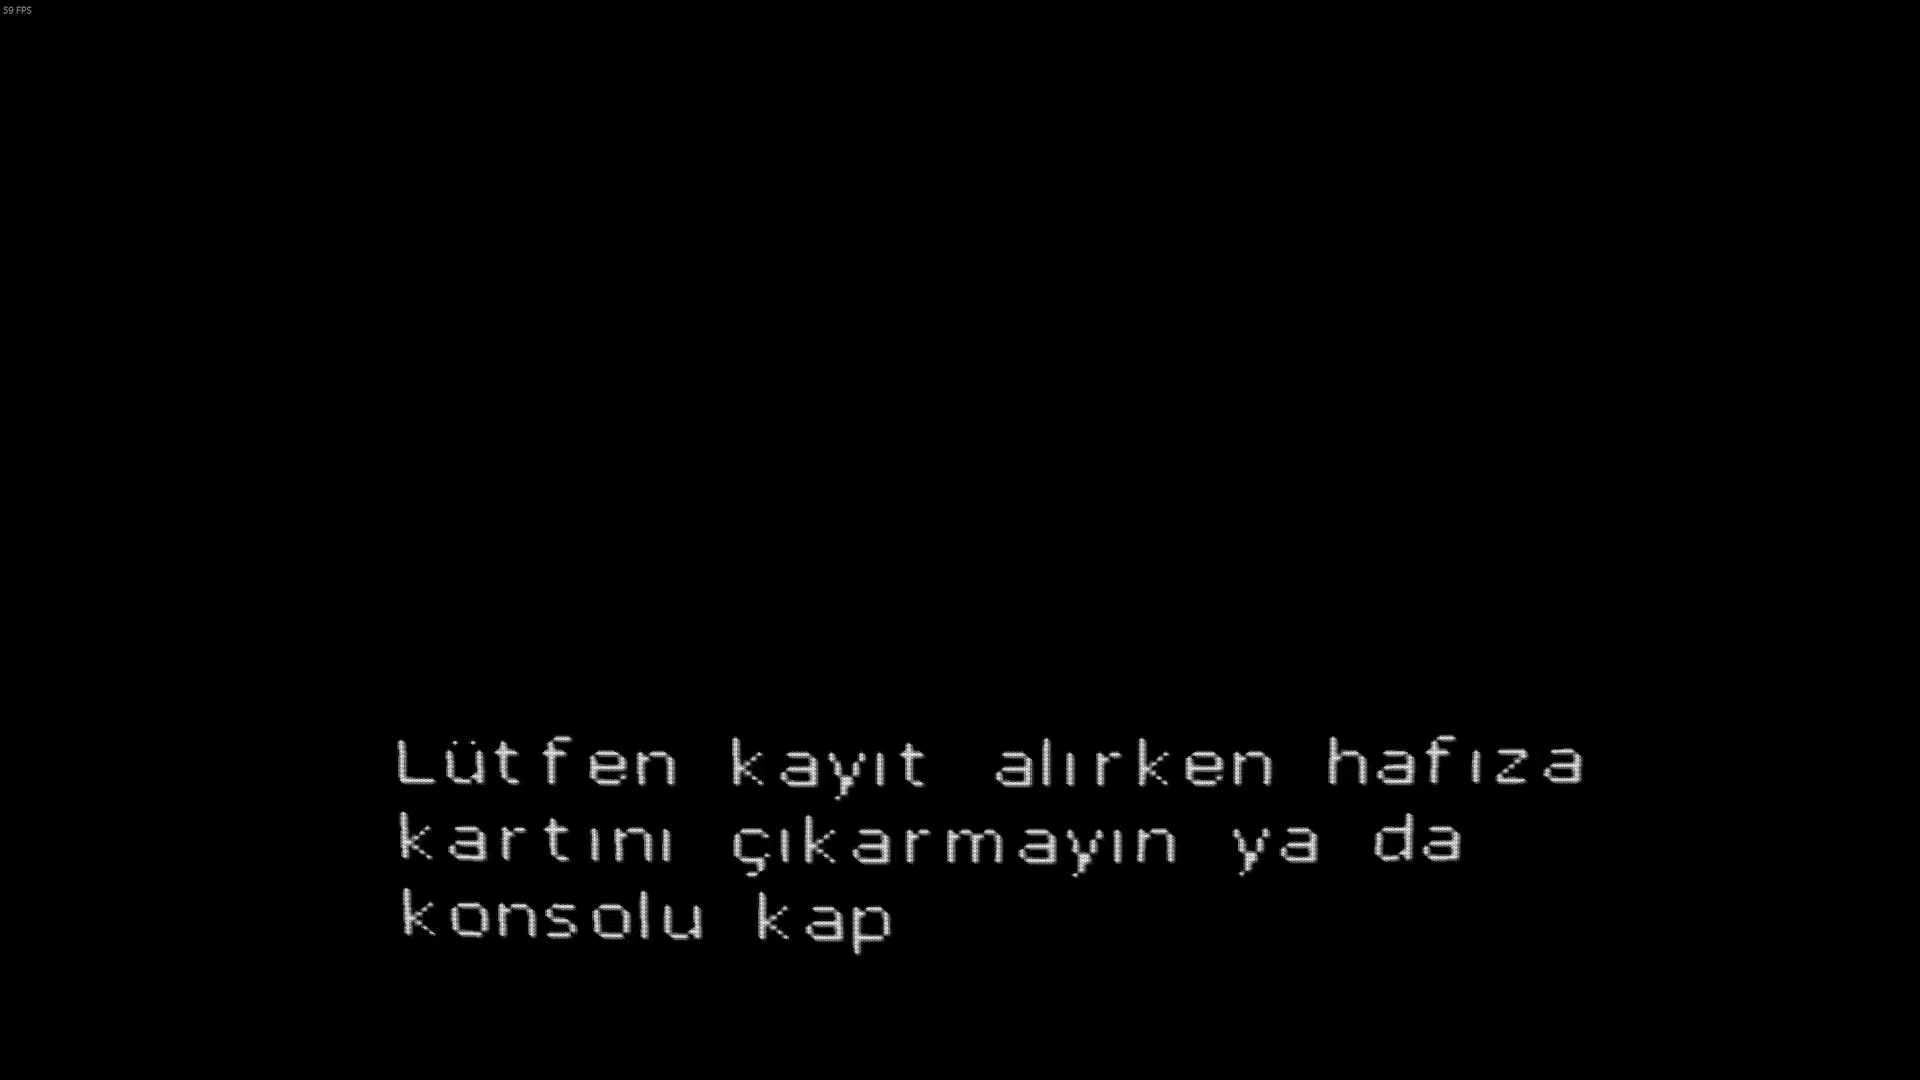 59 FPS
Lütfen kayıt alırken hafıza
kartını çıkarmayın ya da
konsolu kap